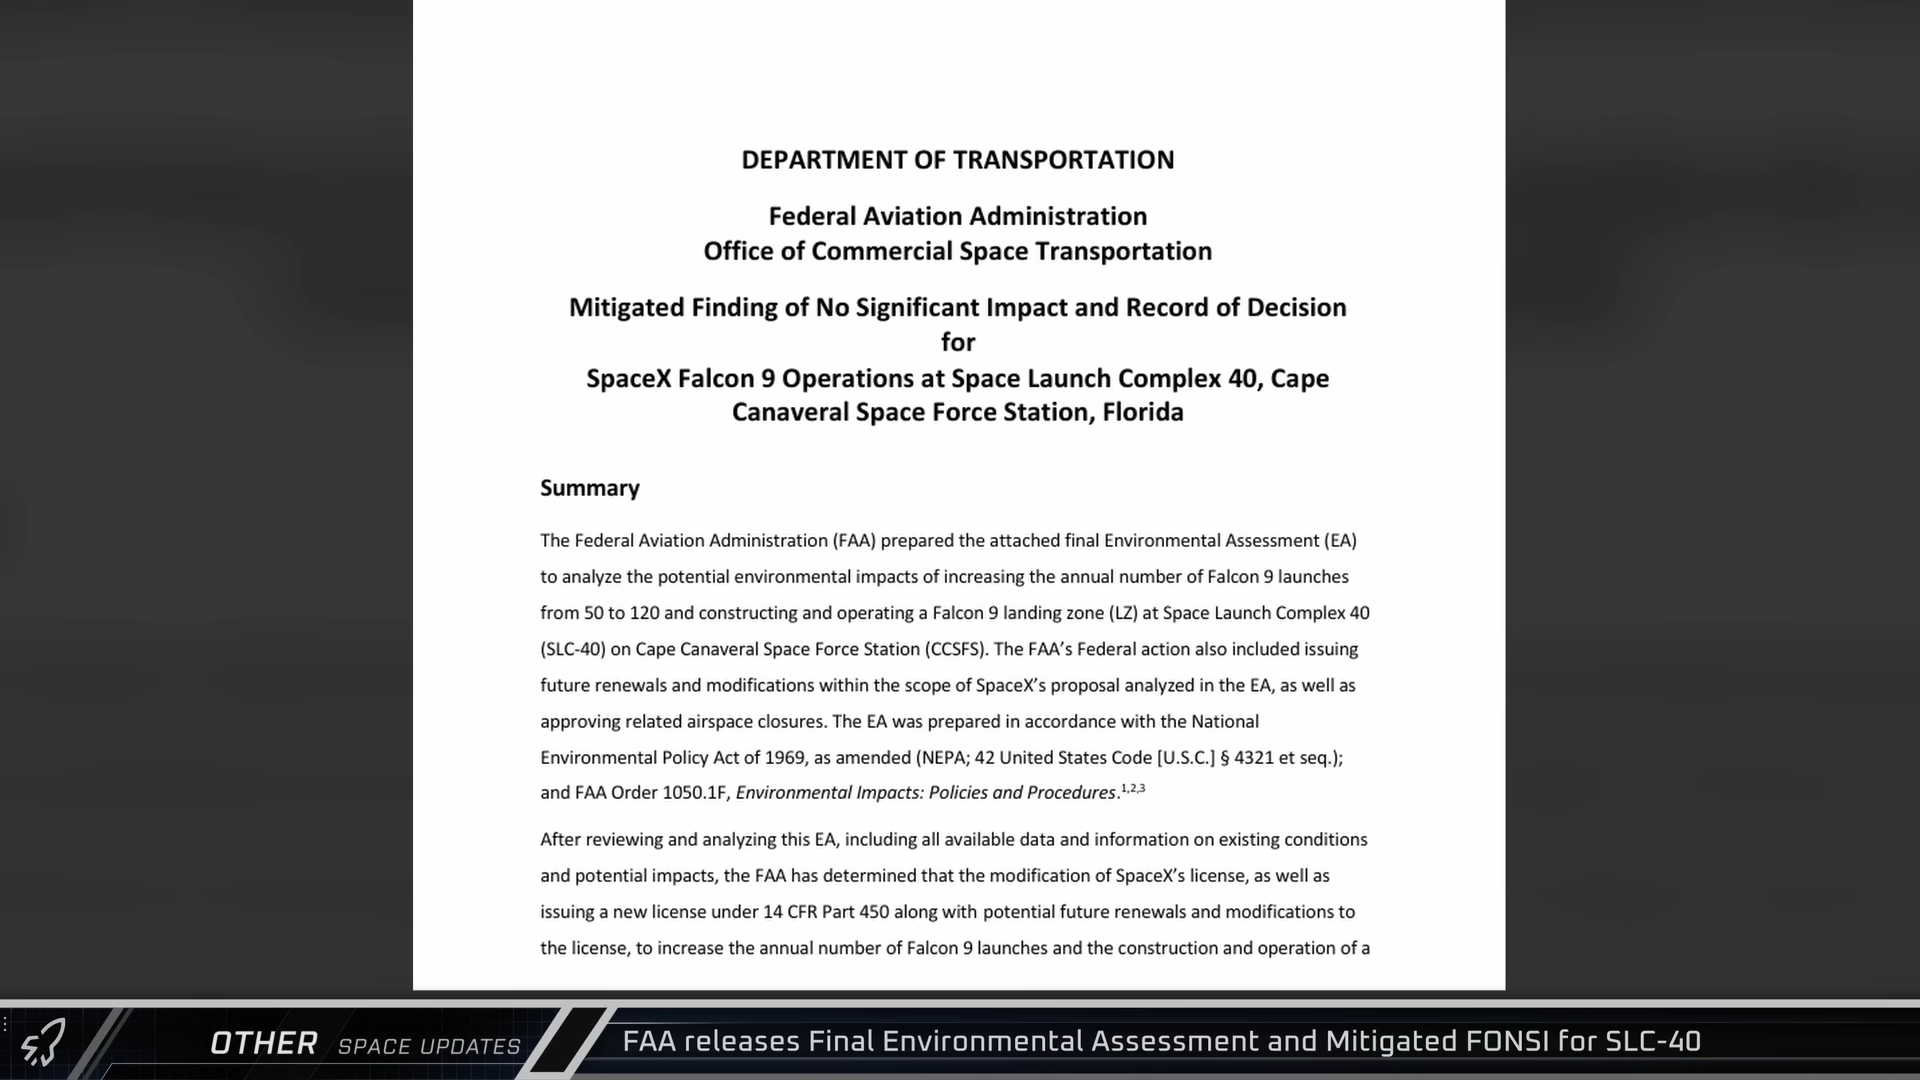 DEPARTMENT OF TRANSPORTATION
Federal Aviation Administration
Office of Commercial Space Transportation
Mitigated Finding of No Significant Impact and Record of Decision
for
SpaceX Falcon 9 Operations at Space Launch Complex 40, Cape
Canaveral Space Force Station, Florida
Summary
The Federal Aviation Administration (FAA) prepared the attached final Environmental Assessment (EA)
to analyze the potential environmental impacts of increasing the annual number of Falcon 9 launches
from 50 to 120 and constructing and operating a Falcon 9 landing zone (LZ) at Space Launch Complex 40
(SLC-40) on Cape Canaveral Space Force Station (CCSFS). The FAA’s Federal action also included issuing
future renewals and modifications within the scope of SpaceX’s proposal analyzed in the EA, as well as
approving related airspace closures. The EA was prepared in accordance with the National
Environmental Policy Act of 1969, as amended (NEPA; 42 United States Code [U.S.C.] § 4321 et seq.);
and FAA Order 1050.1F, Environmental Impacts: Policies and Procedures.1,2,3
After reviewing and analyzing this EA, including all available data and information on existing conditions
and potential impacts, the FAA has determined that the modification of SpaceX’s license, as well as
issuing a new license under 14 CFR Part 450 along with potential future renewals and modifications to
the license, to increase the annual number of Falcon 9 launches and the construction and operation of a
OTHER SPACE UPDATES
FAA releases Final Environmental Assessment and Mitigated FONSI for SLC-40